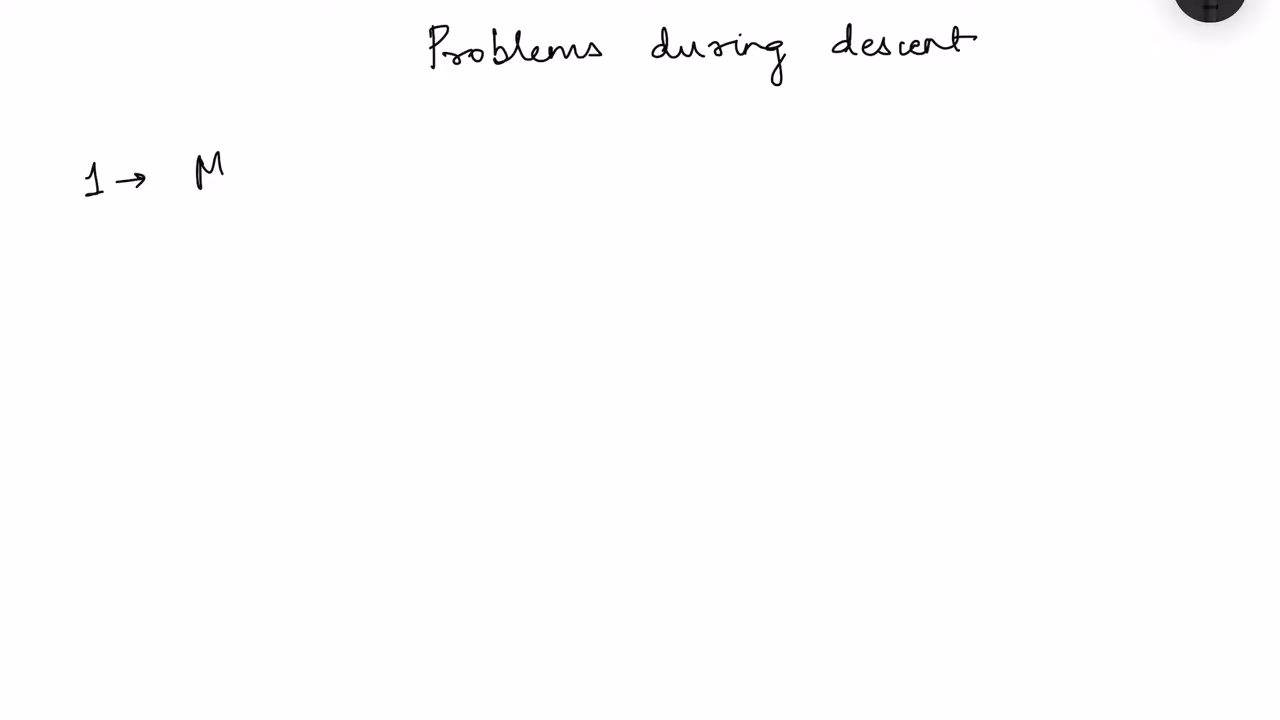 Problems during descent
1 → M